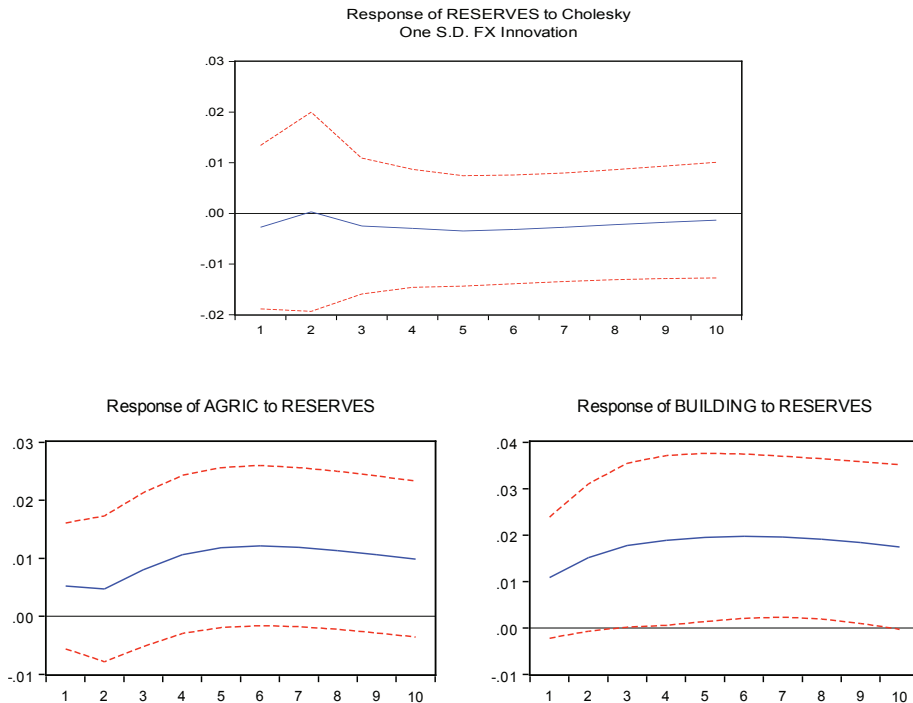 Response of RESERVES to Cholesky
One S.D. FX Innovation
.03
.02
.01
.00
-.01
-.02
1 2 3 4 5 6 7 8 9 10
Response of AGRIC to RESERVES
.03
.02
.01
.00
-.01
1 2 3 4 5 6 7 8 9 10
Response of BUILDING to RESERVES
.04
.03
.02
.01
.00
-.01
1 2 3 4 5 6 7 8 9 10